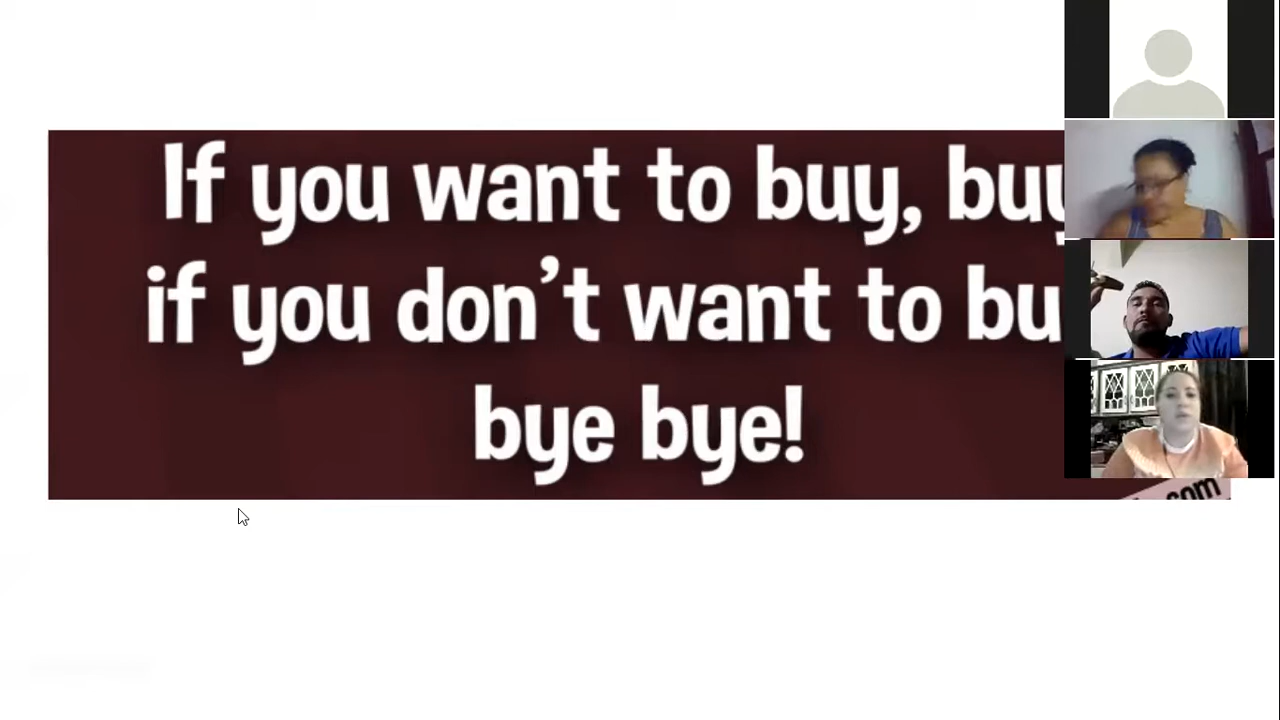 If you want to buy, buy
if you don't want to bu
bye bye!
.com